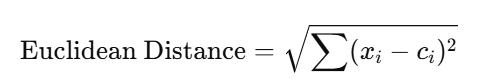 Euclidean Distance = √∑(xᵢ − cᵢ)²